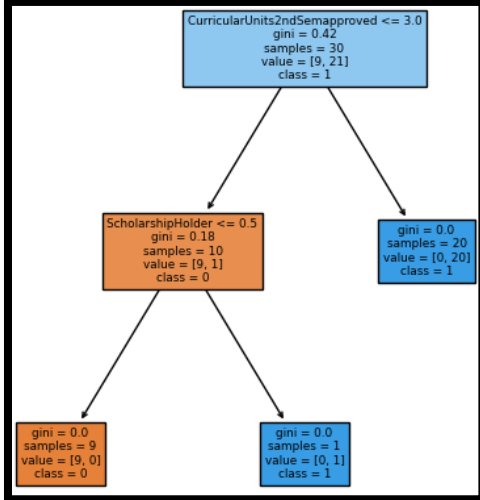 CurricularUnits2ndSemapproved <= 3.0
gini = 0.42
samples = 30
value = [9, 21]
class = 1
ScholarshipHolder <= 0.5
gini = 0.18
samples = 10
value = [9, 1]
class = 0
gini = 0.0
samples = 20
value = [0, 20]
class = 1
gini = 0.0
samples = 9
value = [9, 0]
class = 0
gini = 0.0
samples = 1
value = [0, 1]
class = 1